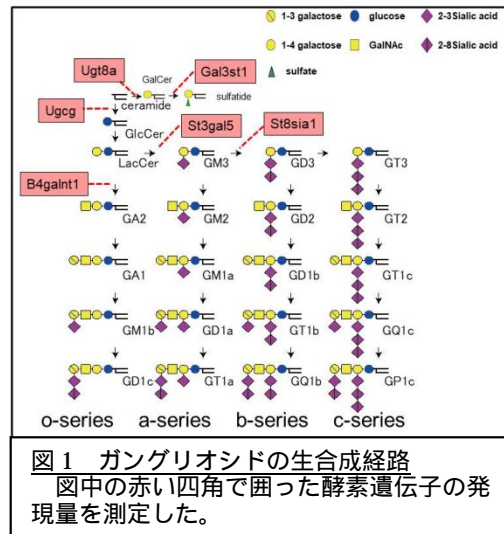 1-3 galactose glucose 2-3Sialic acid
1-4 galactose GalNAc 2-8Sialic acid
sulfate
Ugt8a Gal3st1
GalCer
ceramide sulfatide
Ugcg
GlcCer
St3gal5 St8sia1
LacCer GM3 GD3 GT3
B4galnt1
GA2 GM2 GD2 GT2
GA1 GM1a GD1b GT1c
GM1b GD1a GT1b GQ1c
GD1c GT1a GQ1b GP1c
o-series a-series b-series c-series
図1 ガングリオシドの生合成経路
図中の赤い四角で囲った酵素遺伝子の発
現量を測定した。